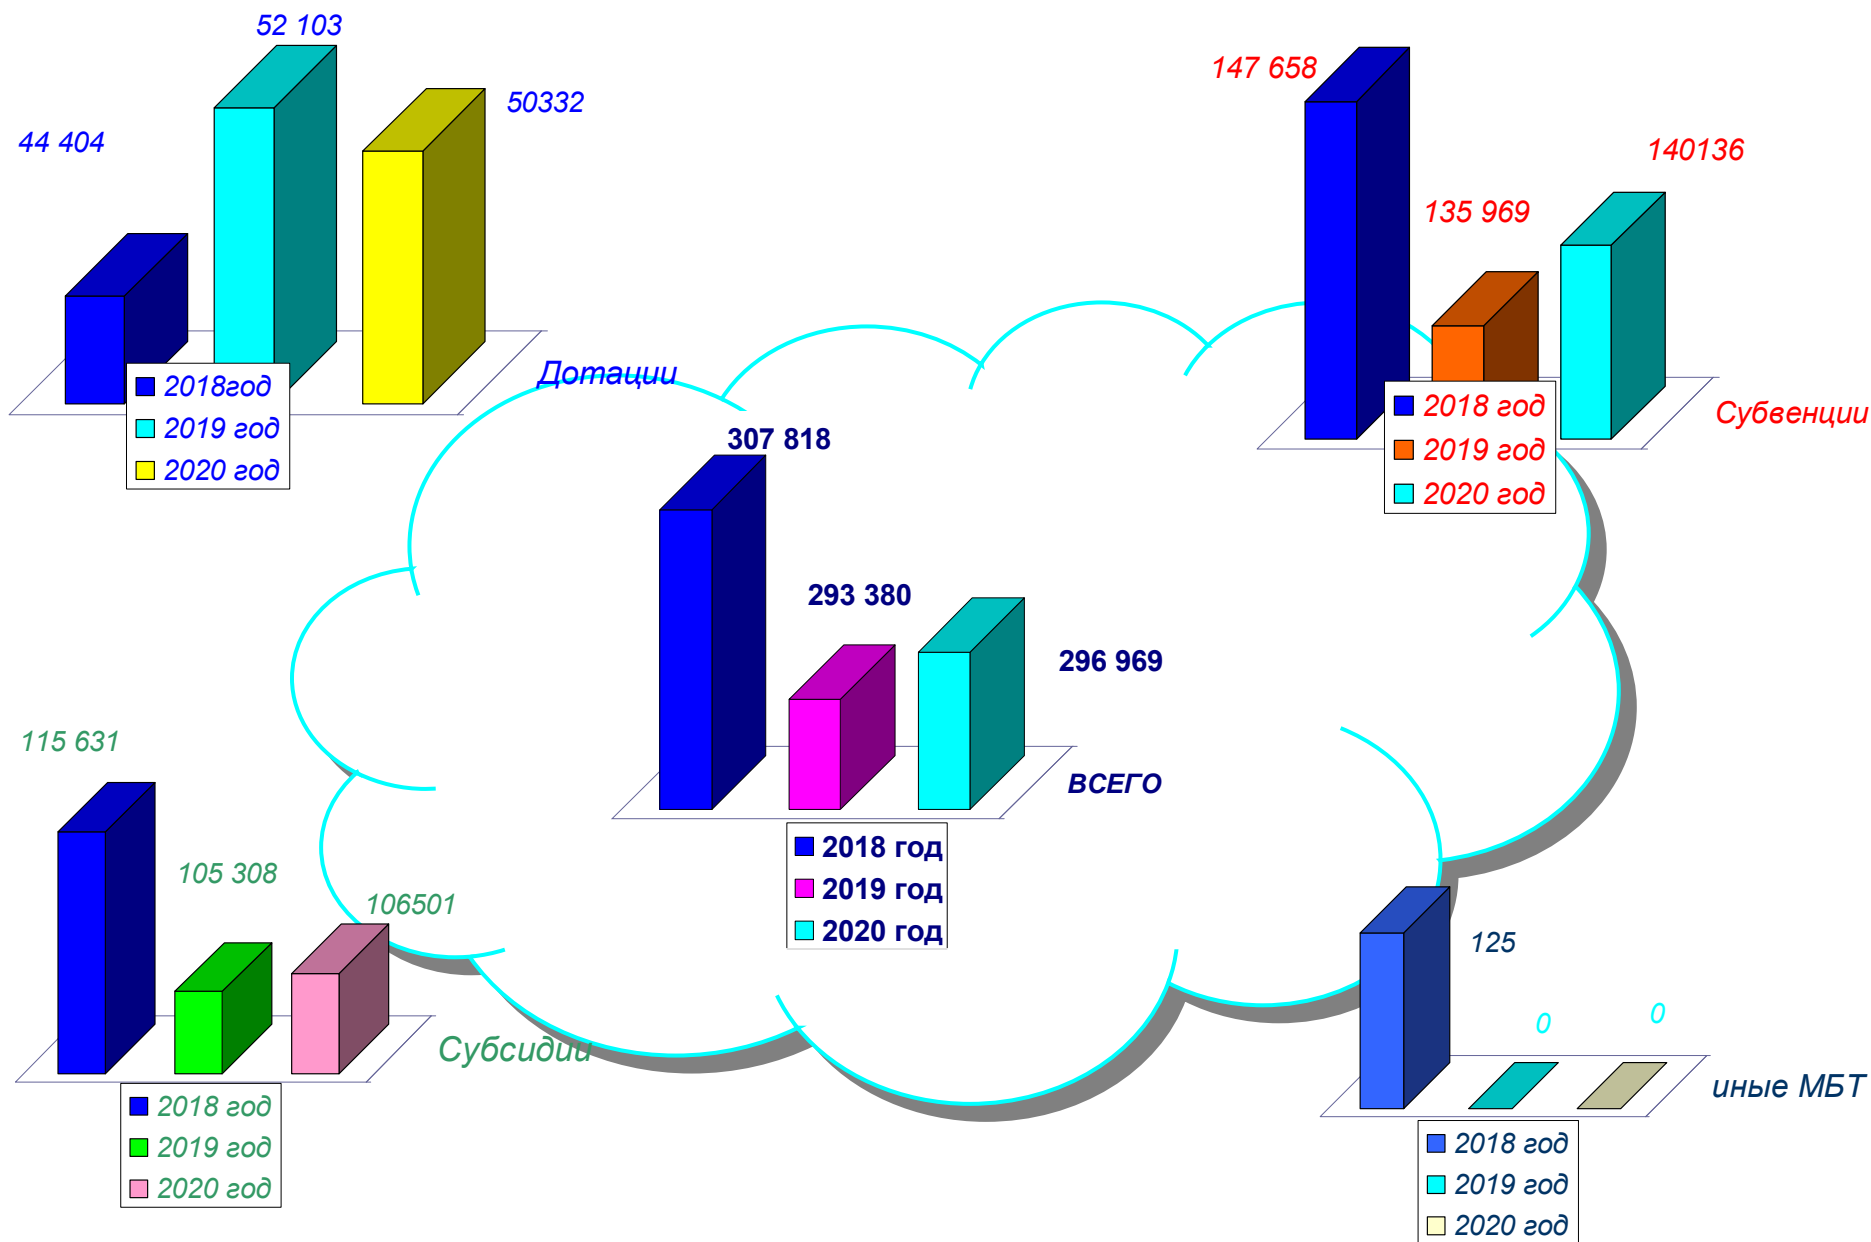 52 103
50332
44 404
Дотации
2018год
2019 год
2020 год
147 658
140136
135 969
Субвенции
2018 год
2019 год
2020 год
307 818
293 380
296 969
ВСЕГО
2018 год
2019 год
2020 год
115 631
105 308
106501
Субсидии
2018 год
2019 год
2020 год
125
0
0
иные МБТ
2018 год
2019 год
2020 год